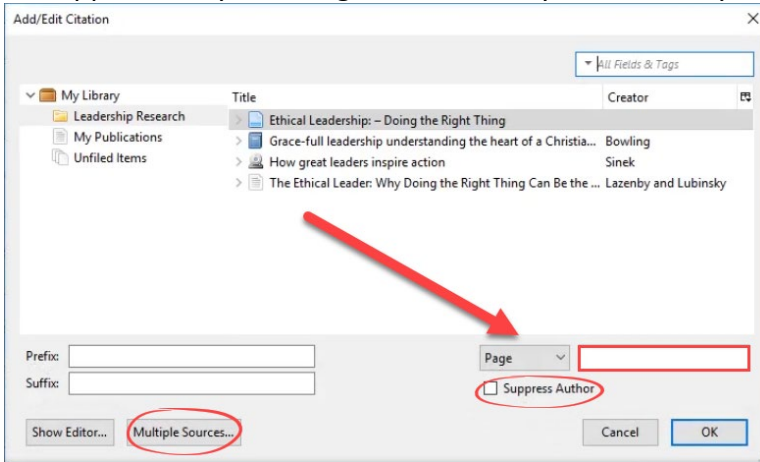 Add/Edit Citation
All Fields & Tags
My Library
Leadership Research
My Publications
Unfiled Items
Title Creator
Ethical Leadership: – Doing the Right Thing
Grace-full leadership understanding the heart of a Christia... Bowling
How great leaders inspire action Sinek
The Ethical Leader: Why Doing the Right Thing Can Be the ... Lazenby and Lubinsky
Prefix:
Page
Suffix:
Suppress Author
Show Editor... Multiple Sources... Cancel OK